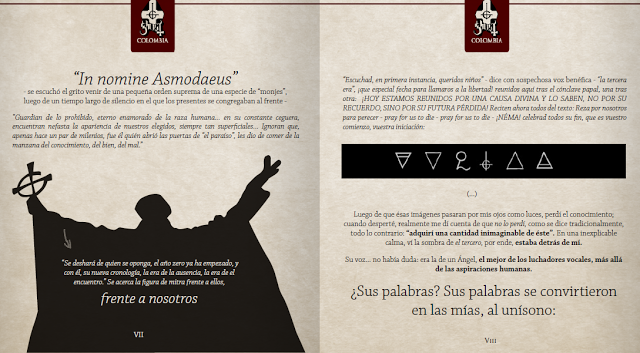 Ghost
COLOMBIA
“In nomine Asmodaeus”
- se escuchó el grito venir de una pequeña orden suprema de una especie de “monjes”,
luego de un tiempo largo de silencio en el que los presentes se congregaban al frente -
“Guardian de lo prohibido, eterno enamorado de la raza humana... en su constante ceguera,
encuentran nefasta la apariencia de nuestros elegidos, siempre tan superficiales... Ignoran que,
apenas hace un par de milenios, fue él quién abrió las puertas de “el paraíso”, les dio de comer de la
manzana del conocimiento, del bien, del mal.”
“Se deshará de quien se oponga, el año zero ya ha empezado, y
con él, su nueva cronología, la era de la ausencia, la era de el
encuentro.” Se acerca la figura de mitra frente a ellos,
frente a nosotros
VII
Ghost
COLOMBIA
“Escuchad, en primera instancia, queridos niños” - dice con sospechosa voz benéfica - “la tercera
era”, ¡que especial fecha para llamaros a la libertad! reunidos aquí tras el cónclave papal, una tras
otra: ¡HOY ESTAMOS REUNIDOS POR UNA CAUSA DIVINA Y LO SABEN, NO POR SU
RECUERDO, SINO POR SU FUTURA PÉRDIDA! Reciten ahora todos del texto: Reza por nosotros
para perecer - pray for us to die - pray for us to die - ¡NÉMA! celebrad todos su fin, que es vuestro
comienzo, vuestra iniciación:
(...)
Luego de que ésas imágenes pasaran por mis ojos como luces, perdí el conocimiento;
cuando desperté, realmente me di cuenta de que no lo perdí, como se dice tradicionalmente,
todo lo contrario: “adquirí una cantidad inimaginable de éste”. En una inexplicable
calma, vi la sombra de el tercero, por ende, estaba detrás de mí.
Su voz... no había duda: era la de un Ángel, el mejor de los luchadores vocales, más allá
de las aspiraciones humanas.
¿Sus palabras? Sus palabras se convirtieron
en las mías, al unísono:
VIII